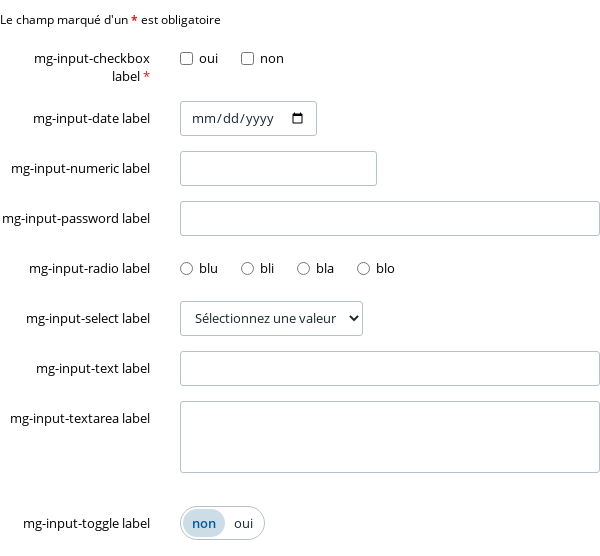 Le champ marqué d'un * est obligatoire
mg-input-checkbox label * oui non
mg-input-date label mm/dd/yyyy
mg-input-numeric label
mg-input-password label
mg-input-radio label blu bli bla blo
mg-input-select label Sélectionnez une valeur
mg-input-text label
mg-input-textarea label
mg-input-toggle label non oui